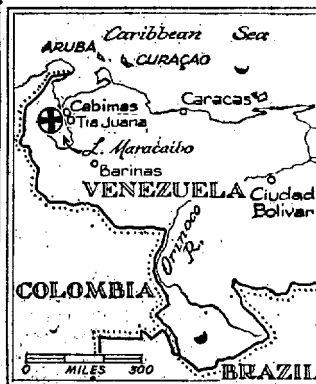 Caribbean Sea
ARUBA
CURAÇAO
Cabimas
Tia Juana
Caracas
L. Maracaibo
Barinas
VENEZUELA
Ciudad
Bolivar
Orinoco
R.
COLOMBIA
0 MILES 300
BRAZIL